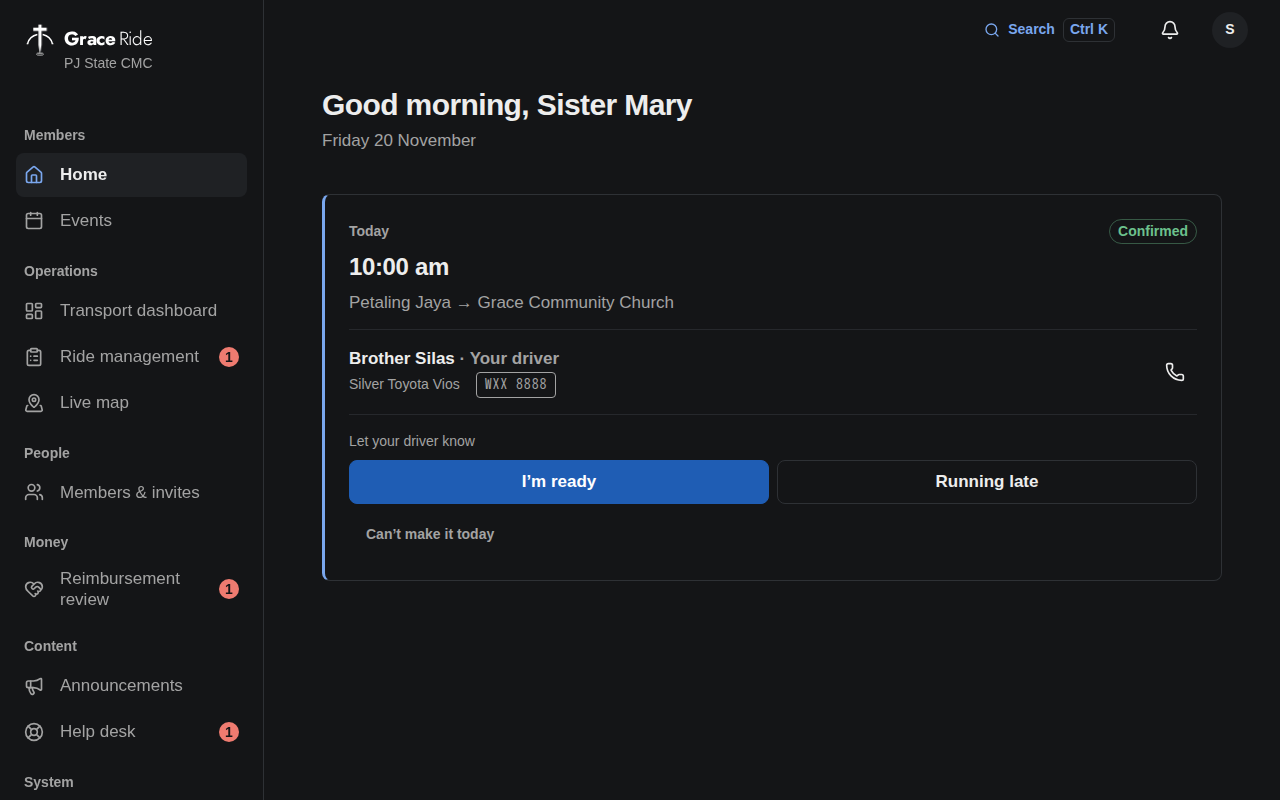 Grace Ride
PJ State CMC
Search Ctrl K
S
Members
Home
Events
Operations
Transport dashboard
Ride management 1
Live map
People
Members & invites
Money
Reimbursement
review 1
Content
Announcements
Help desk 1
System
Good morning, Sister Mary
Friday 20 November
Today
Confirmed
10:00 am
Petaling Jaya → Grace Community Church
Brother Silas · Your driver
Silver Toyota Vios WXX 8888
Let your driver know
I’m ready
Running late
Can’t make it today